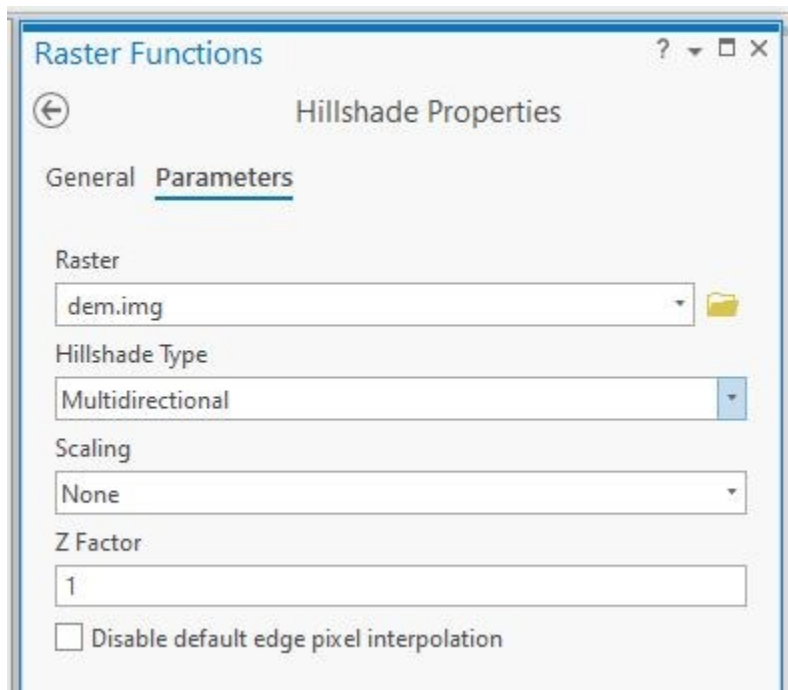 Raster Functions ?
Hillshade Properties
General Parameters
Raster
dem.img
Hillshade Type
Multidirectional
Scaling
None
Z Factor
1
Disable default edge pixel interpolation